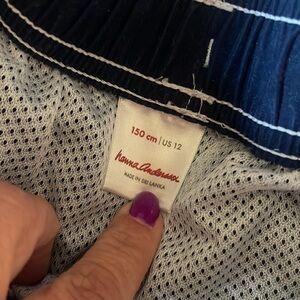 150 cm | US 12
hanna andersson
MADE IN SRI LANKA